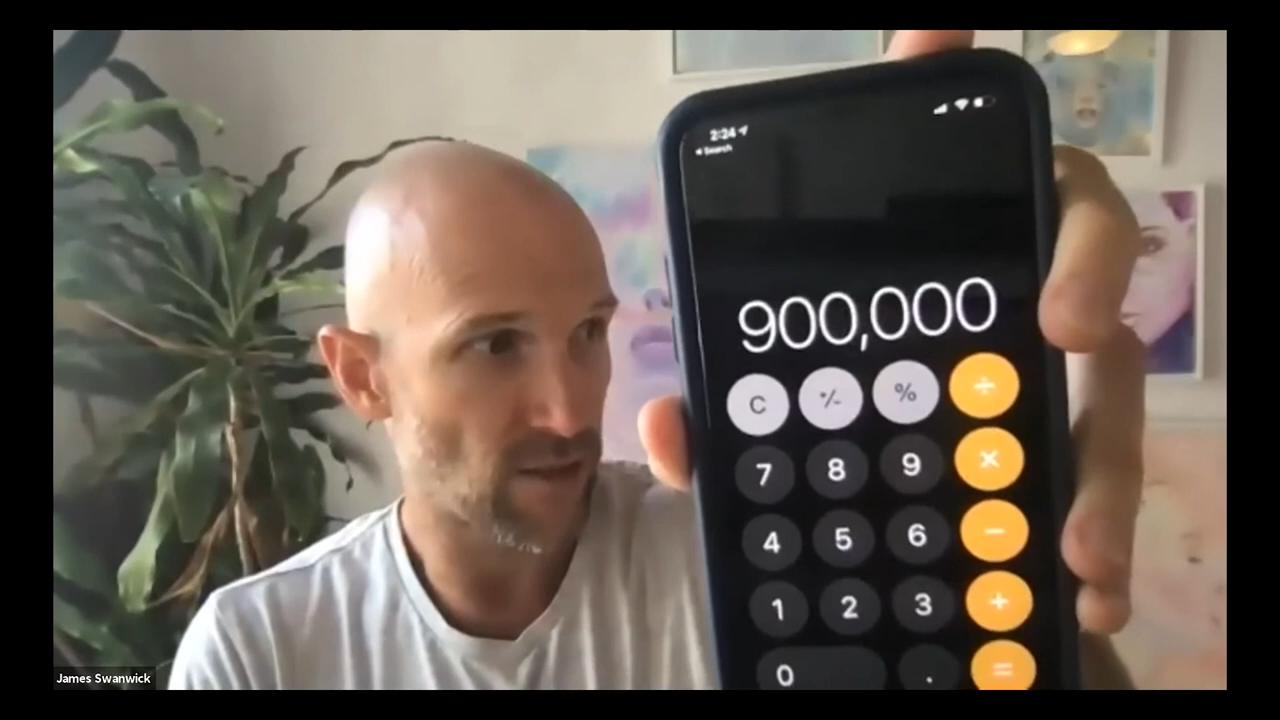 2:24
Search
900,000
C +/- % ÷
7 8 9 ×
4 5 6 −
1 2 3 +
0 . =
James Swanwick